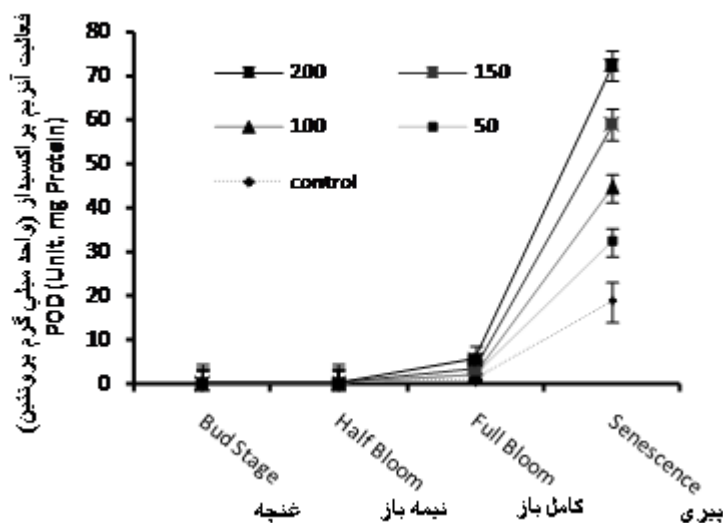 فعالیت آنزیم پراکسیداز (واحد میلی گرم پروتئین)
POD (Unit. mg Protein)
80
70
60
50
40
30
20
10
0
200
150
100
50
control
Bud Stage
Half Bloom
Full Bloom
Senescence
غنچه
نیمه باز
کامل باز
پیری